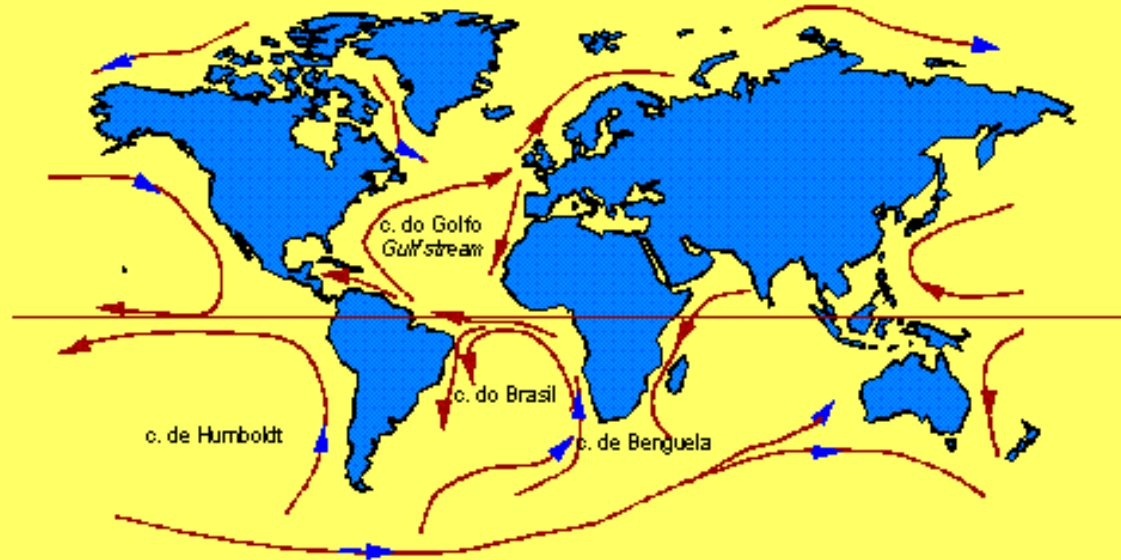 c. do Golfo
Gulf stream
c. do Brasil
c. de Humboldt
c. de Benguela